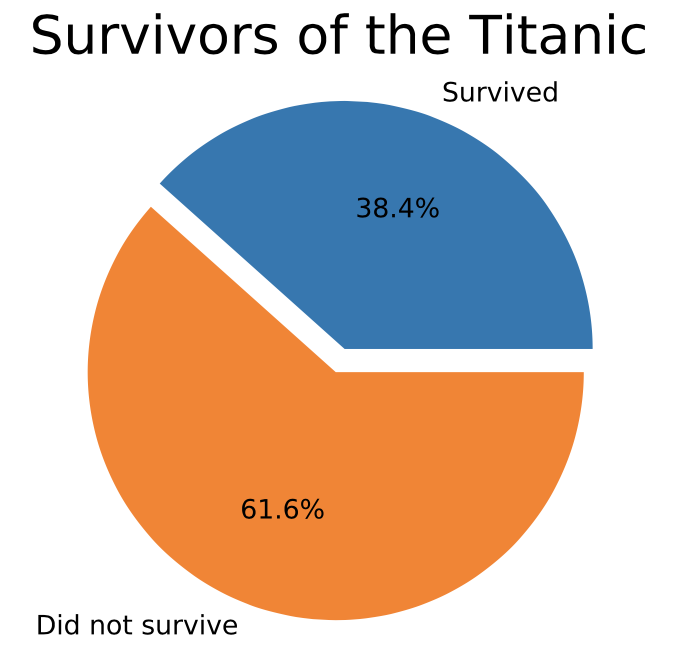 Survivors of the Titanic
Survived
38.4%
61.6%
Did not survive